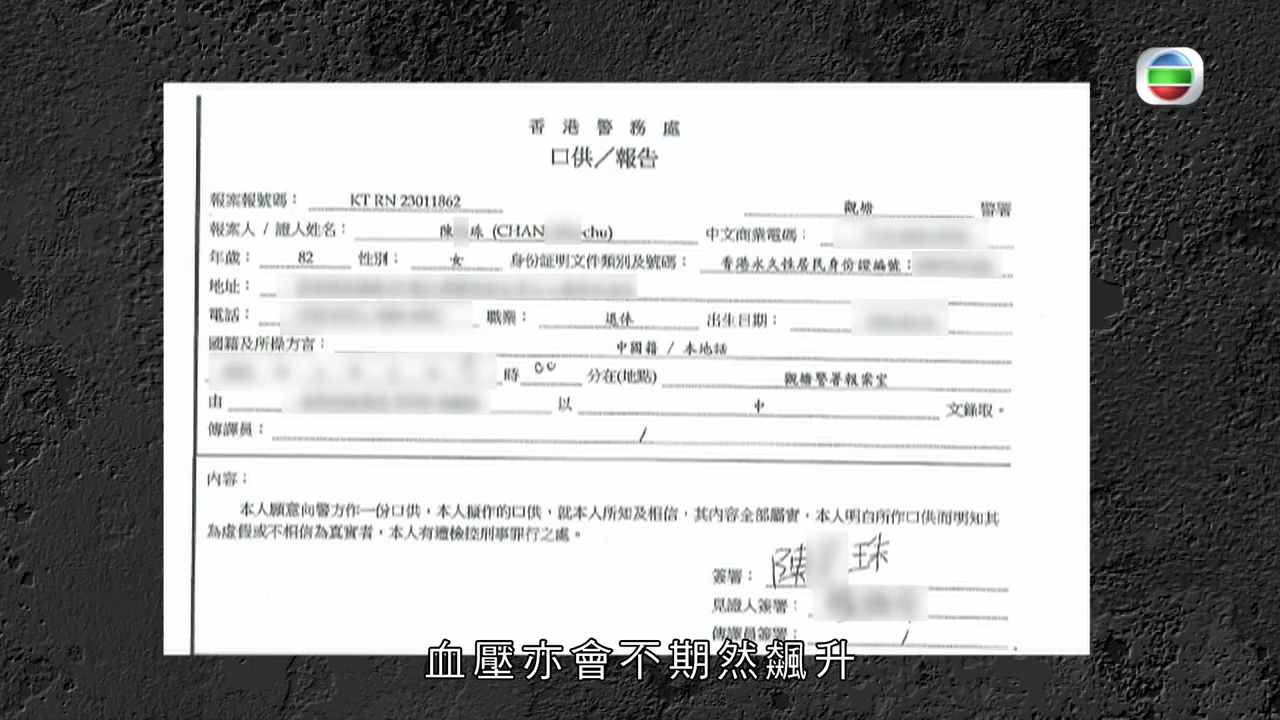 香港警務處
口供／報告
報案報號碼： KT RN 23011862 觀塘 警署
報案人 / 證人姓名： 陳 珠 (CHAN chu) 中文商業電碼：
年歲： 82 性別： 女 身份証明文件類別及號碼： 香港永久性居民身份證編號：
地址：
電話： 職業： 退休 出生日期：
國籍及所操方言： 中國籍 / 本地話
時 00 分在(地點) 觀塘警署報案室
由 以 中 文錄取。
傳譯員： /
內容：
本人願意向警方作一份口供，本人擬作的口供，就本人所知及相信，其內容全部屬實，本人明白所作口供而明知其
為虛假或不相信為真實者，本人有遭檢控刑事罪行之處。
簽署： 陳 珠
見證人簽署：
傳譯員簽署： /
血壓亦會不期然飆升